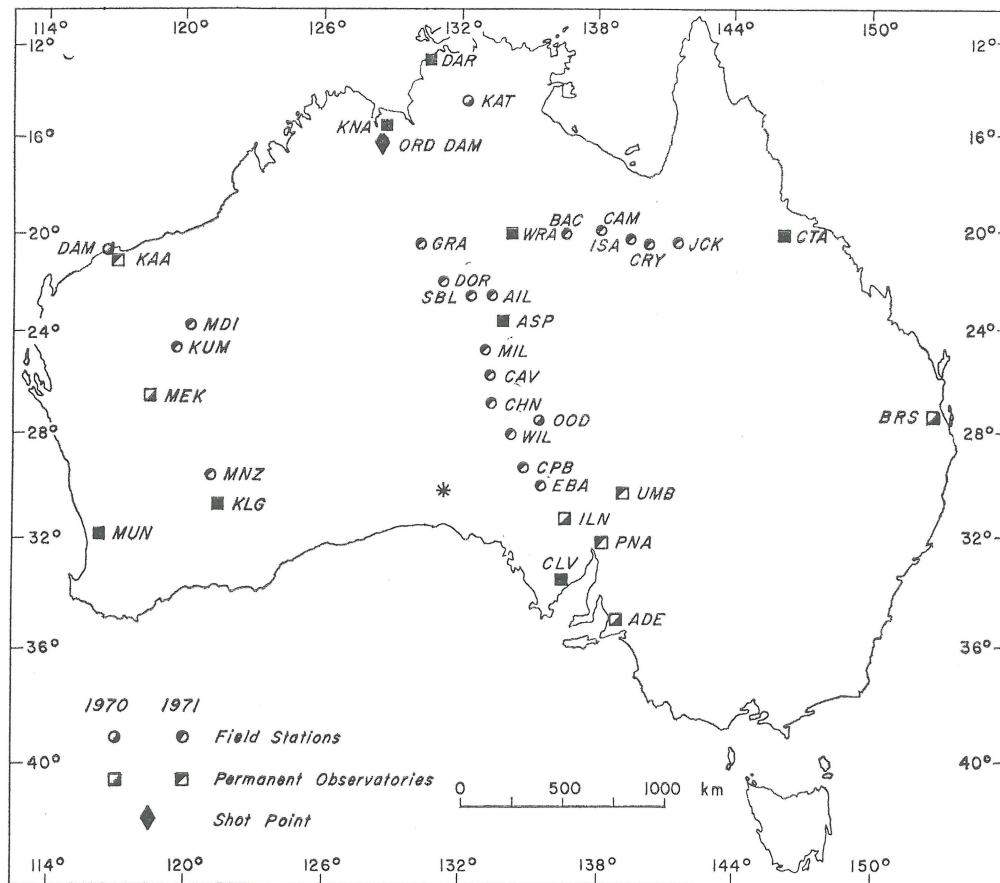 114° 126° 132° 138° 144° 150°
12° 12°
DAR
KAT
KNA
16° ORD DAM 16°
BAC CAM
20° DAM GRA WRA ISA JCK CTA 20°
KAA CRY
DOR
SBL AIL
24° MDI ASP 24°
KUM MIL
CAV
MEK CHN
OOD BRS
28° WIL 28°
MNZ CPB
EBA UMB
KLG *
ILN
32° MUN PNA 32°
CLV
ADE
36° 36°
1970 1971
Field Stations
40° Permanent Observatories 40°
0 500 1000 km
Shot Point
114° 120° 126° 132° 138° 144° 150°